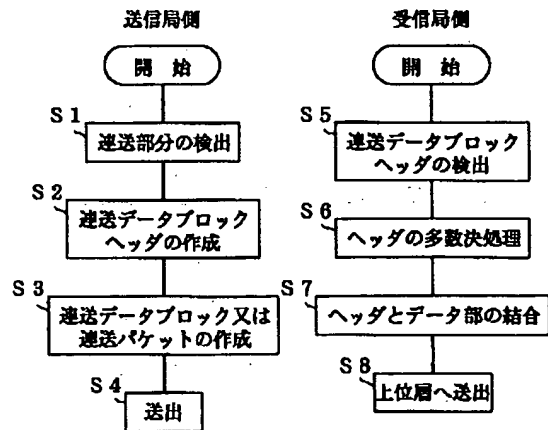 送信局側
開 始
S1
連送部分の検出
S2
連送データブロック
ヘッダの作成
S3
連送データブロック又は
連送パケットの作成
S4
送出
受信局側
開 始
S5
連送データブロック
ヘッダの検出
S6
ヘッダの多数決処理
S7
ヘッダとデータ部の結合
S8
上位層へ送出